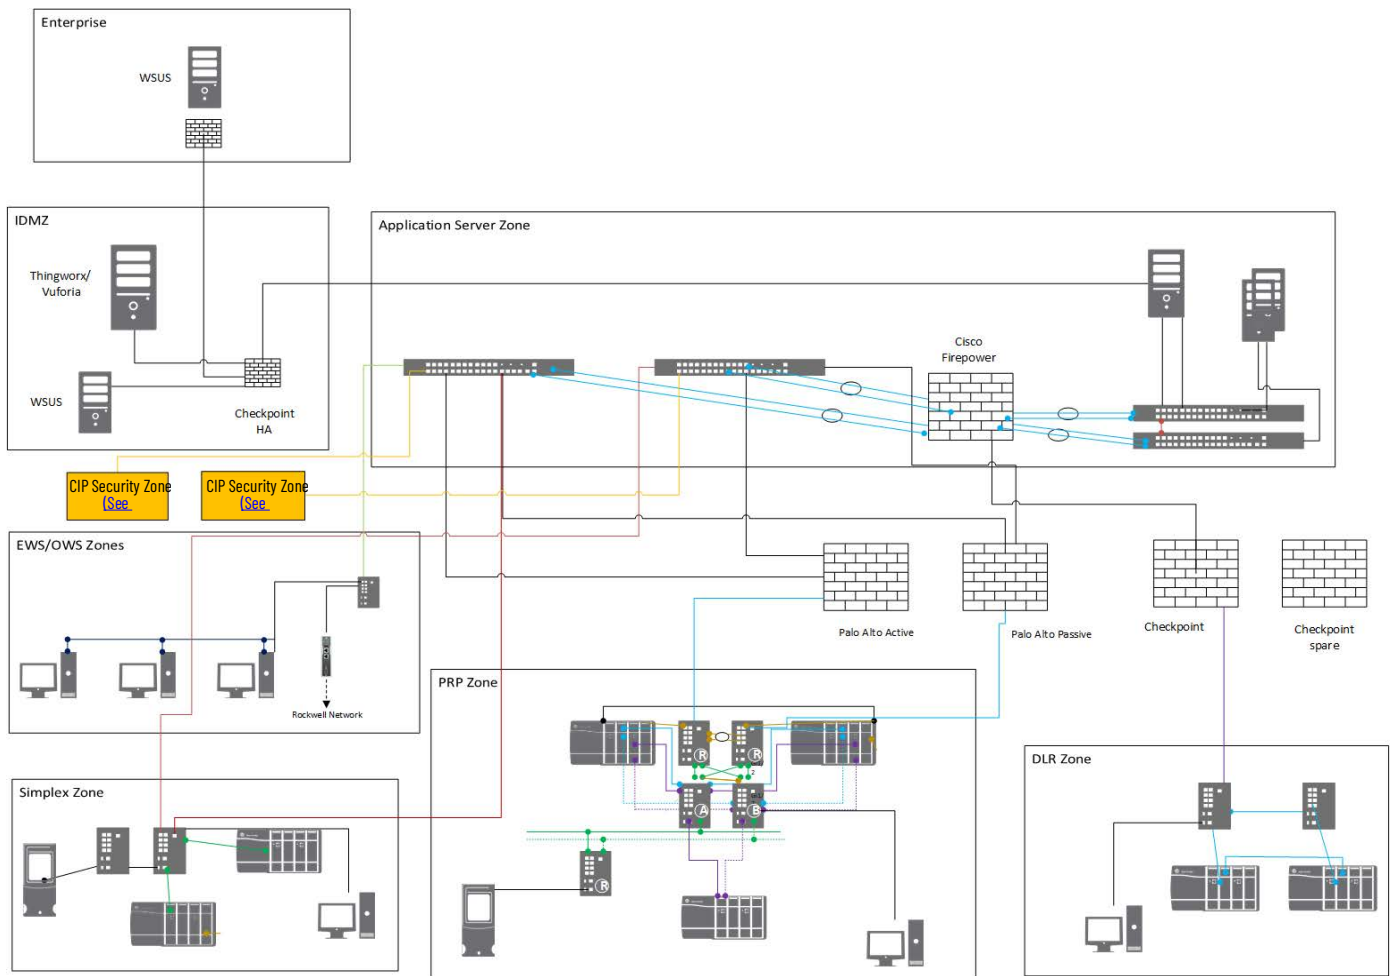 Enterprise
WSUS
IDMZ
Thingworx/
Vuforia
WSUS
Checkpoint
HA
Application Server Zone
Cisco
Firepower
CIP Security Zone
(See
CIP Security Zone
(See
EWS/OWS Zones
Rockwell Network
Palo Alto Active
Palo Alto Passive
Checkpoint
Checkpoint
spare
PRP Zone
R
R
2
A
B
R
Simplex Zone
DLR Zone